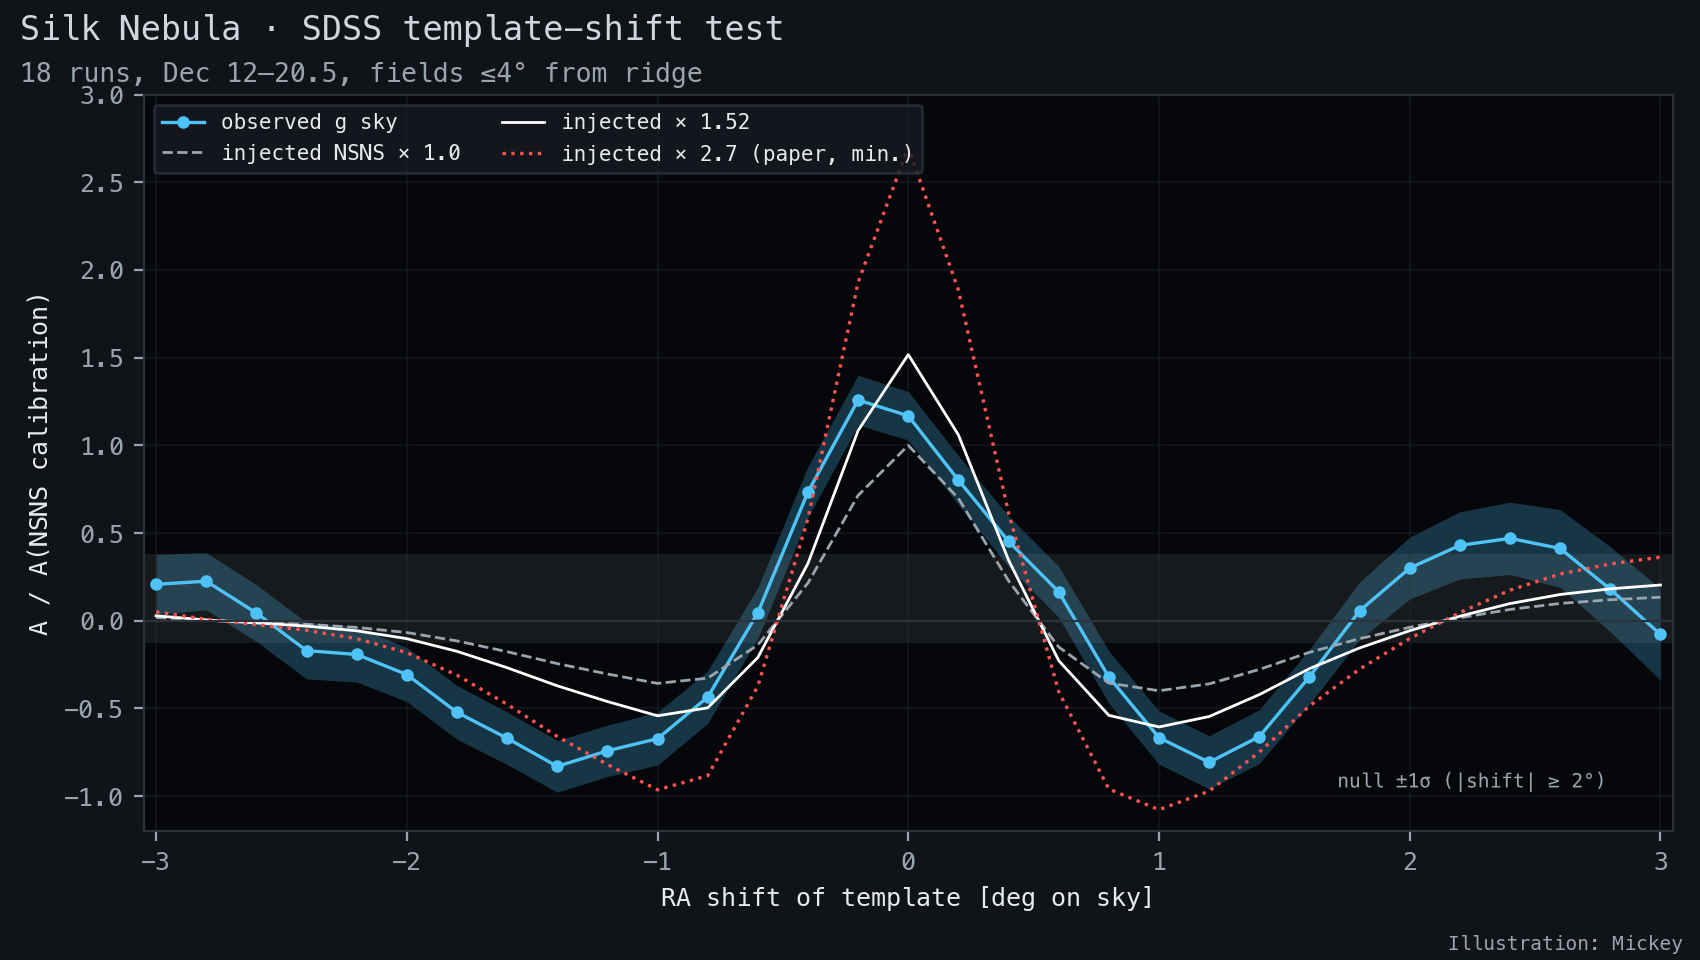 Silk Nebula · SDSS template−shift test
18 runs, Dec 12–20.5, fields ≤4° from ridge
observed g sky
injected NSNS × 1.0
injected × 1.52
injected × 2.7 (paper, min.)
A / A(NSNS calibration)
3.0
2.5
2.0
1.5
1.0
0.5
0.0
−0.5
−1.0
null ±1σ (|shift| ≥ 2°)
−3
−2
−1
0
1
2
3
RA shift of template [deg on sky]
Illustration: Mickey